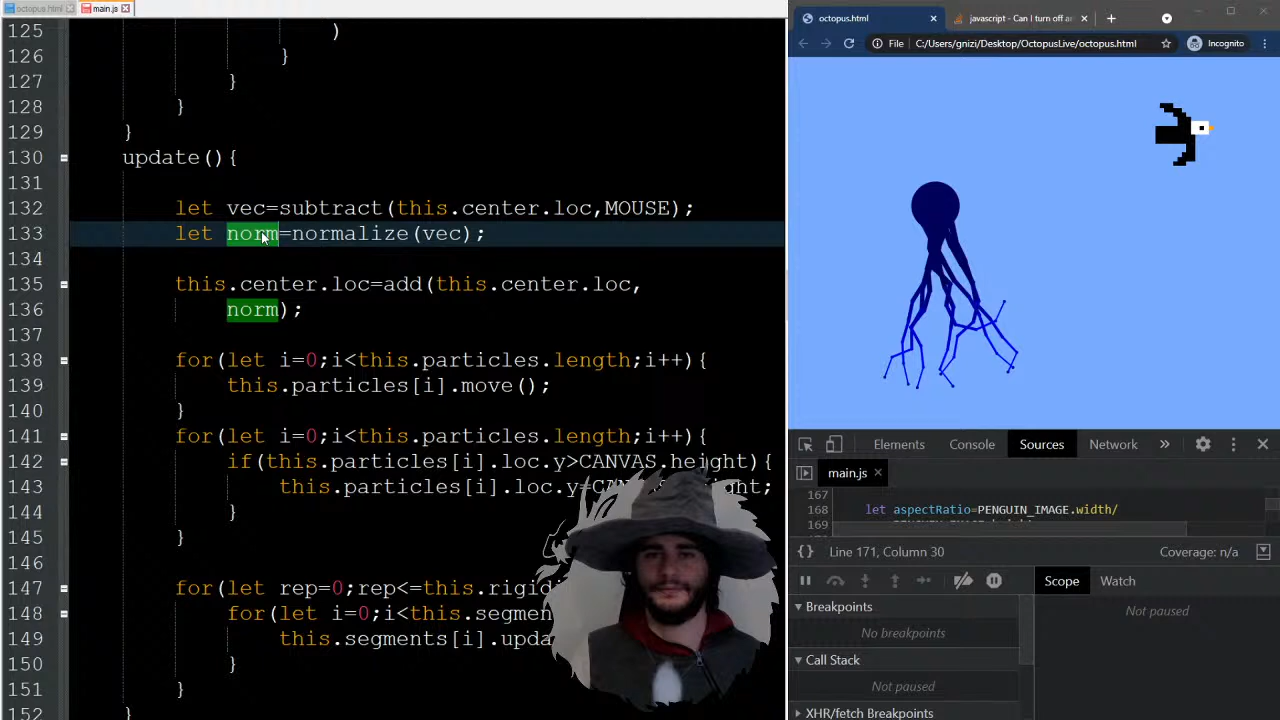 octopus.html
main.js
125
)
126
}
127
}
128
}
129
}
130
update(){
131
132
let vec=subtract(this.center.loc,MOUSE);
133
let norm=normalize(vec);
134
135
this.center.loc=add(this.center.loc,
136
norm);
137
138
for(let i=0;i<this.particles.length;i++){
139
this.particles[i].move();
140
}
141
for(let i=0;i<this.particles.length;i++){
142
if(this.particles[i].loc.y>CANVAS.height){
143
this.particles[i].loc.y=
144
}
145
}
146
147
for(let rep=0;rep<=this.
148
for(let i=0;i<this.
149
this.segments[i].
150
}
151
}
152
}
octopus.html
javascript - Can I turn off
File
C:/Users/gnizi/Desktop/OctopusLive/octopus.html
Incognito
Elements
Console
Sources
Network
main.js
167
168
let aspectRatio=PENGUIN_IMAGE.width/
169
{}
Line 171, Column 30
Coverage: n/a
Scope
Watch
Breakpoints
No breakpoints
Call Stack
Not paused
XHR/fetch Breakpoints
Not paused